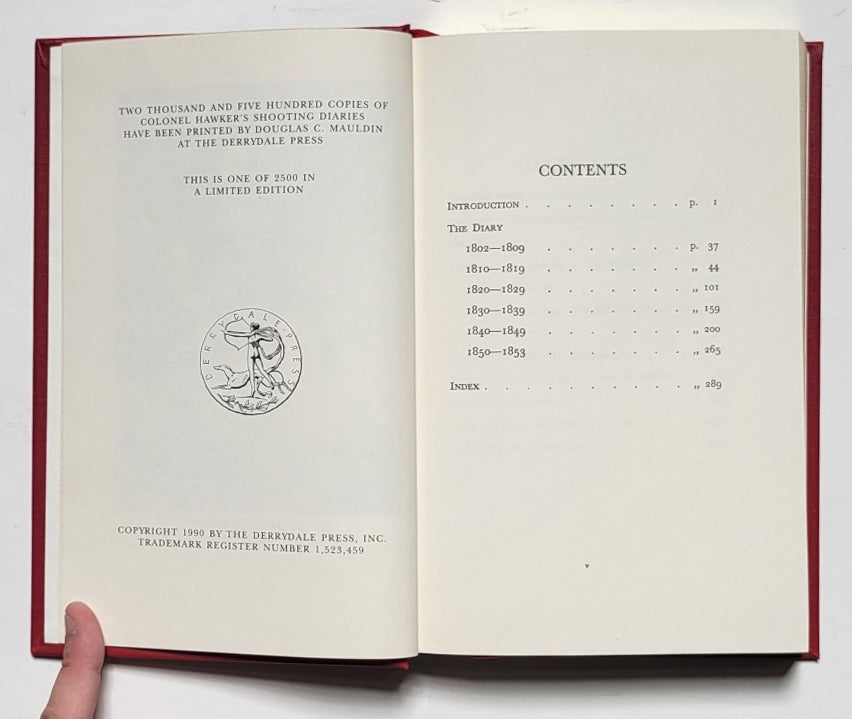 TWO THOUSAND AND FIVE HUNDRED COPIES OF
COLONEL HAWKER'S SHOOTING DIARIES
HAVE BEEN PRINTED BY DOUGLAS C. MAULDIN
AT THE DERRYDALE PRESS
THIS IS ONE OF 2500 IN
A LIMITED EDITION
DERRYDALE·PRESS
COPYRIGHT 1990 BY THE DERRYDALE PRESS, INC.
TRADEMARK REGISTER NUMBER 1,523,459
CONTENTS
INTRODUCTION . . . . . . . . p. 1
THE DIARY
1802—1809 . . . . . . . p. 37
1810—1819 . . . . . . . „ 44
1820—1829 . . . . . . . „ 101
1830—1839 . . . . . . . „ 159
1840—1849 . . . . . . . „ 200
1850—1853 . . . . . . . „ 265
INDEX . . . . . . . . . . „ 289